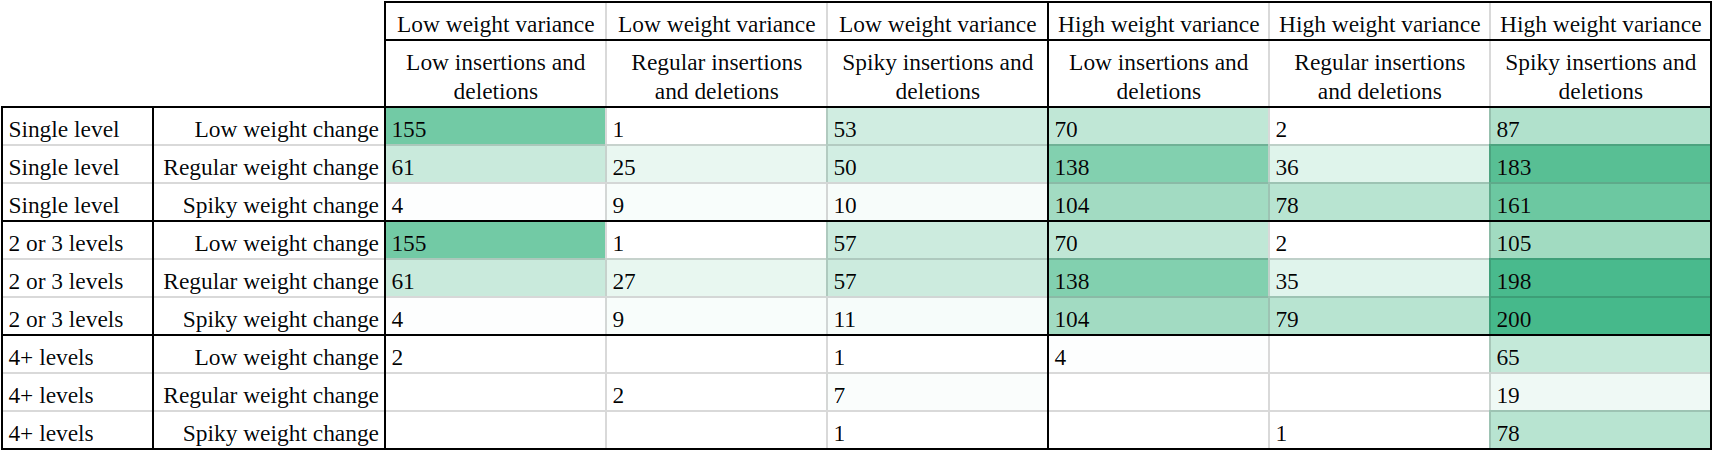 Low weight variance Low weight variance Low weight variance High weight variance High weight variance High weight variance
Low insertions and Regular insertions Spiky insertions and Low insertions and Regular insertions Spiky insertions and
deletions and deletions deletions deletions and deletions deletions
Single level Low weight change 155 1 53 70 2 87
Single level Regular weight change 61 25 50 138 36 183
Single level Spiky weight change 4 9 10 104 78 161
2 or 3 levels Low weight change 155 1 57 70 2 105
2 or 3 levels Regular weight change 61 27 57 138 35 198
2 or 3 levels Spiky weight change 4 9 11 104 79 200
4+ levels Low weight change 2 1 4 65
4+ levels Regular weight change 2 7 19
4+ levels Spiky weight change 1 1 78